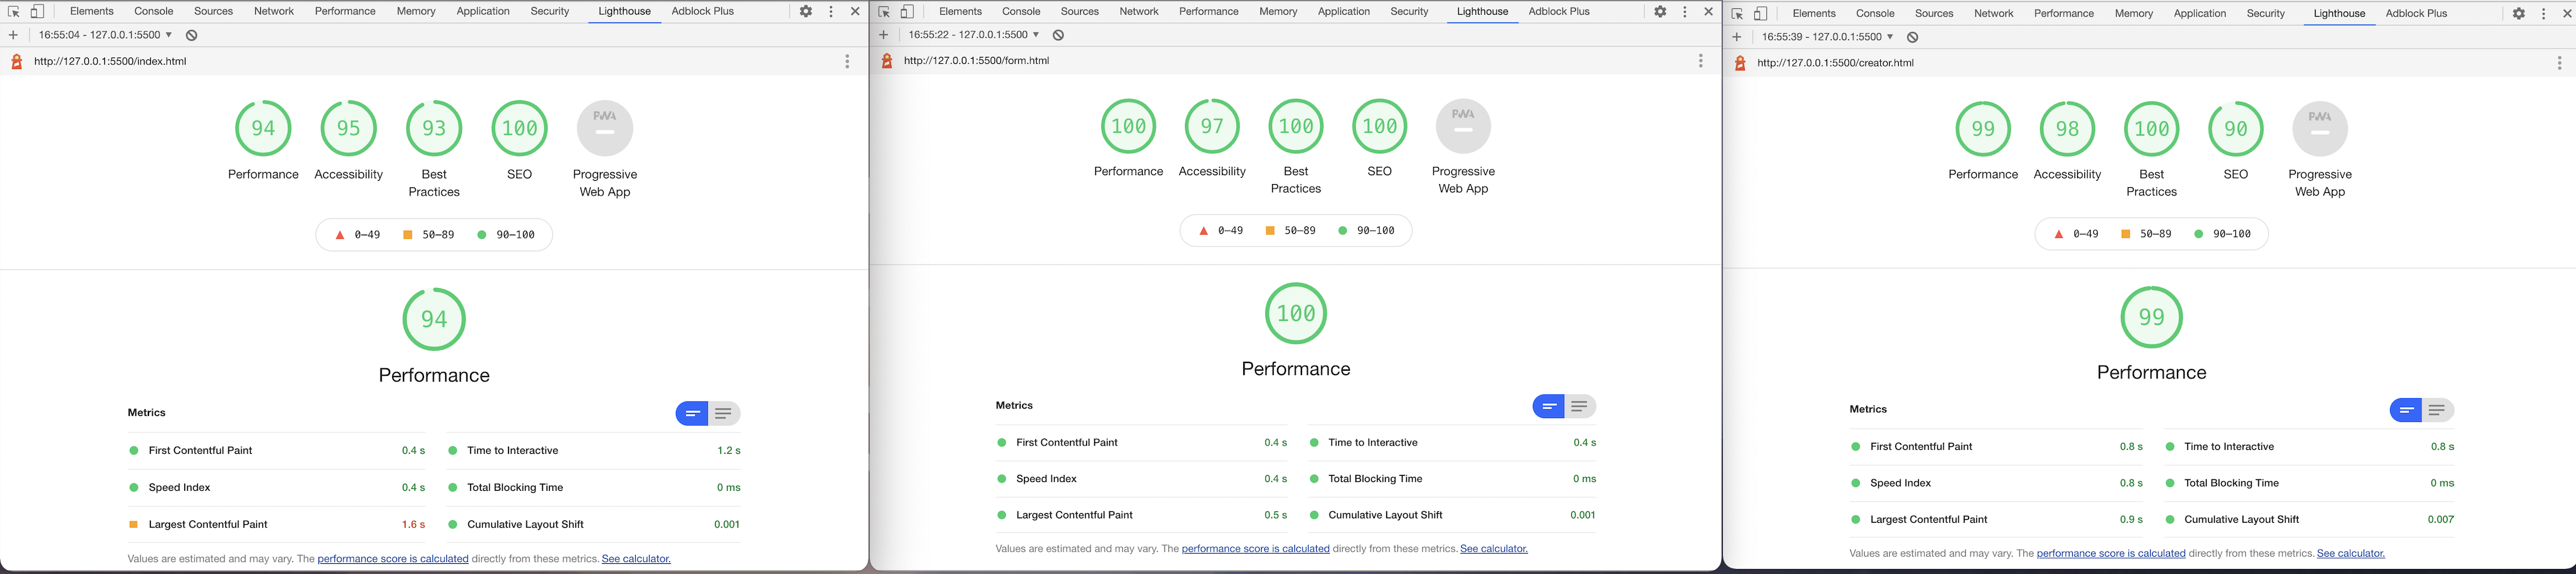 Elements Console Sources Network Performance Memory Application Security Lighthouse Adblock Plus
16:55:04 - 127.0.0.1:5500
http://127.0.0.1:5500/index.html
94 95 93 100 PWA
Performance Accessibility Best Practices SEO Progressive Web App
0–49 50–89 90–100
94
Performance
Metrics
First Contentful Paint 0.4 s Time to Interactive 1.2 s
Speed Index 0.4 s Total Blocking Time 0 ms
Largest Contentful Paint 1.6 s Cumulative Layout Shift 0.001
Values are estimated and may vary. The performance score is calculated directly from these metrics. See calculator.
Elements Console Sources Network Performance Memory Application Security Lighthouse Adblock Plus
16:55:22 - 127.0.0.1:5500
http://127.0.0.1:5500/form.html
100 97 100 100 PWA
Performance Accessibility Best Practices SEO Progressive Web App
0–49 50–89 90–100
100
Performance
Metrics
First Contentful Paint 0.4 s Time to Interactive 0.4 s
Speed Index 0.4 s Total Blocking Time 0 ms
Largest Contentful Paint 0.5 s Cumulative Layout Shift 0.001
Values are estimated and may vary. The performance score is calculated directly from these metrics. See calculator.
Elements Console Sources Network Performance Memory Application Security Lighthouse Adblock Plus
16:55:39 - 127.0.0.1:5500
http://127.0.0.1:5500/creator.html
99 98 100 90 PWA
Performance Accessibility Best Practices SEO Progressive Web App
0–49 50–89 90–100
99
Performance
Metrics
First Contentful Paint 0.8 s Time to Interactive 0.8 s
Speed Index 0.8 s Total Blocking Time 0 ms
Largest Contentful Paint 0.9 s Cumulative Layout Shift 0.007
Values are estimated and may vary. The performance score is calculated directly from these metrics. See calculator.